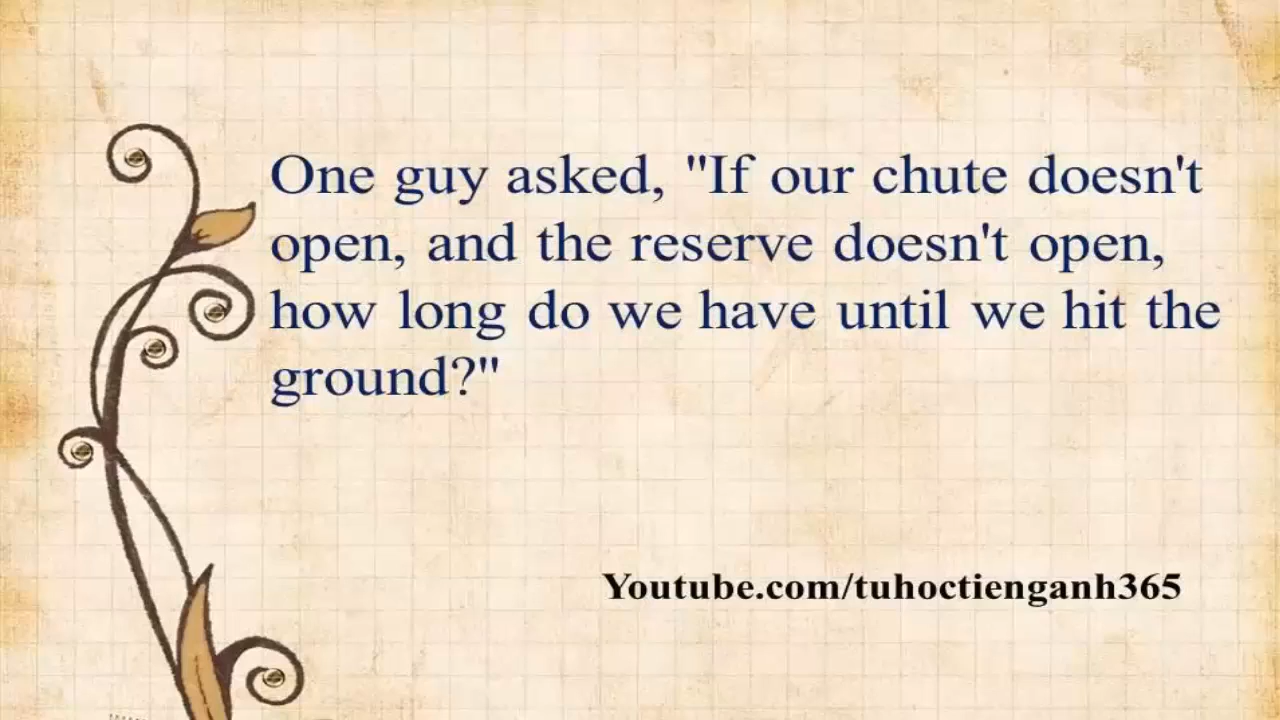 One guy asked, "If our chute doesn't
open, and the reserve doesn't open,
how long do we have until we hit the
ground?"
Youtube.com/tuhoctienganh365